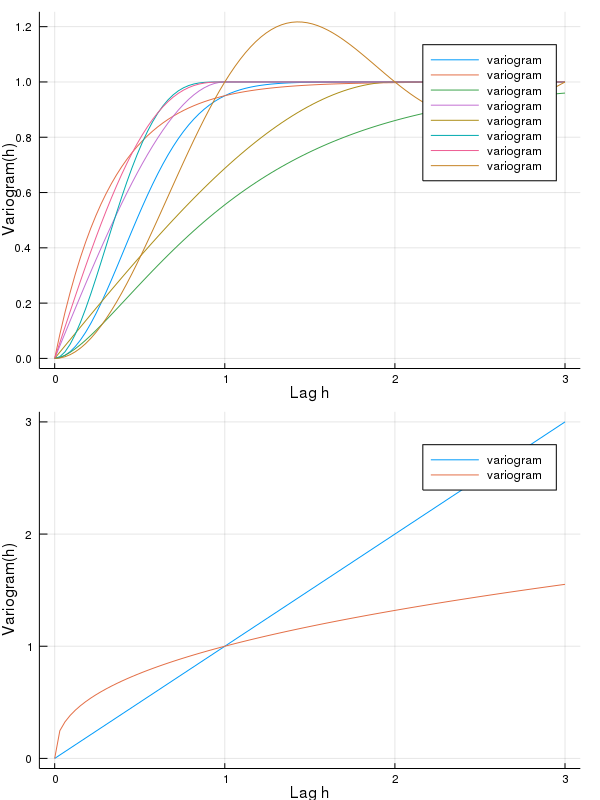 1.2
1.0
0.8
0.6
0.4
0.2
0.0
Variogram(h)
variogram
variogram
variogram
variogram
variogram
variogram
variogram
variogram
0 1 2 3
Lag h
3
2
1
0
Variogram(h)
variogram
variogram
0 1 2 3
Lag h